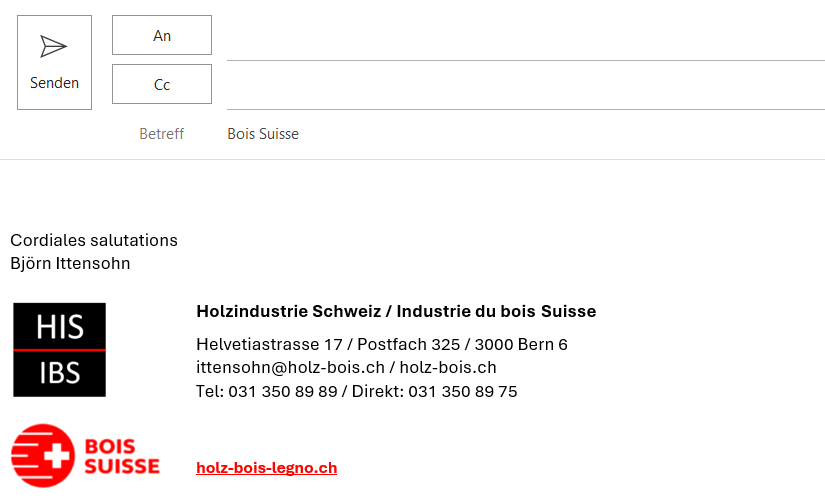 Senden
An
Cc
Betreff
Bois Suisse
Cordiales salutations
Björn Ittensohn
HIS
IBS
Holzindustrie Schweiz / Industrie du bois Suisse
Helvetiastrasse 17 / Postfach 325 / 3000 Bern 6
ittensohn@holz-bois.ch / holz-bois.ch
Tel: 031 350 89 89 / Direkt: 031 350 89 75
BOIS
SUISSE
holz-bois-legno.ch